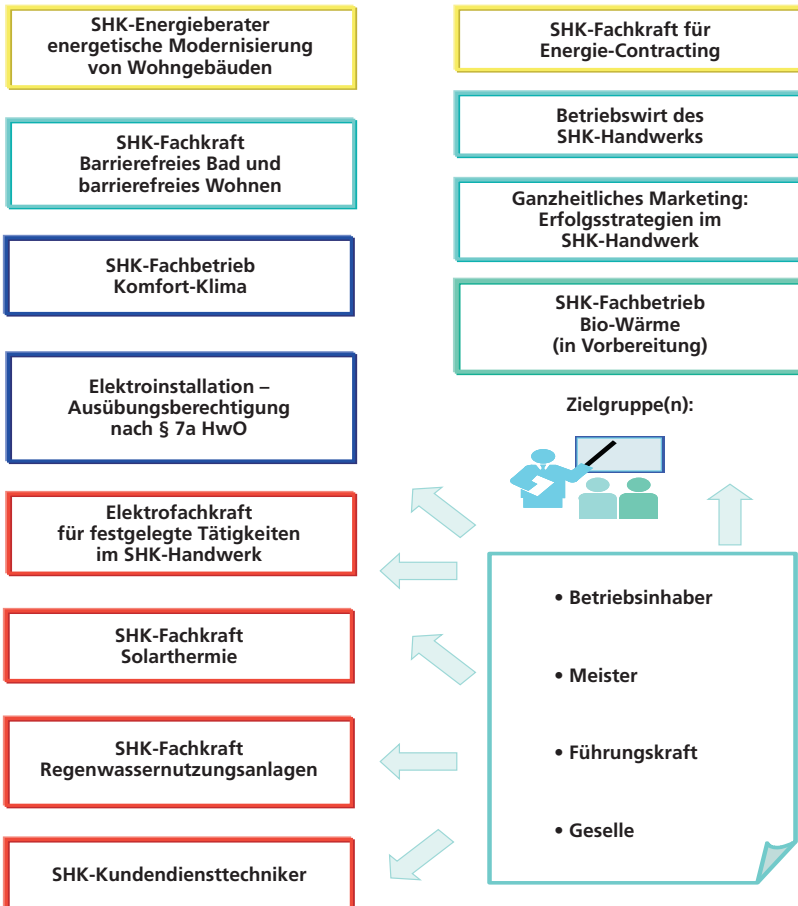 SHK-Energieberater
energetische Modernisierung
von Wohngebäuden
SHK-Fachkraft
Barrierefreies Bad und
barrierefreies Wohnen
SHK-Fachbetrieb
Komfort-Klima
Elektroinstallation –
Ausübungsberechtigung
nach § 7a HwO
Elektrofachkraft
für festgelegte Tätigkeiten
im SHK-Handwerk
SHK-Fachkraft
Solarthermie
SHK-Fachkraft
Regenwassernutzungsanlagen
SHK-Kundendiensttechniker
SHK-Fachkraft für
Energie-Contracting
Betriebswirt des
SHK-Handwerks
Ganzheitliches Marketing:
Erfolgsstrategien im
SHK-Handwerk
SHK-Fachbetrieb
Bio-Wärme
(in Vorbereitung)
Zielgruppe(n):
• Betriebsinhaber
• Meister
• Führungskraft
• Geselle